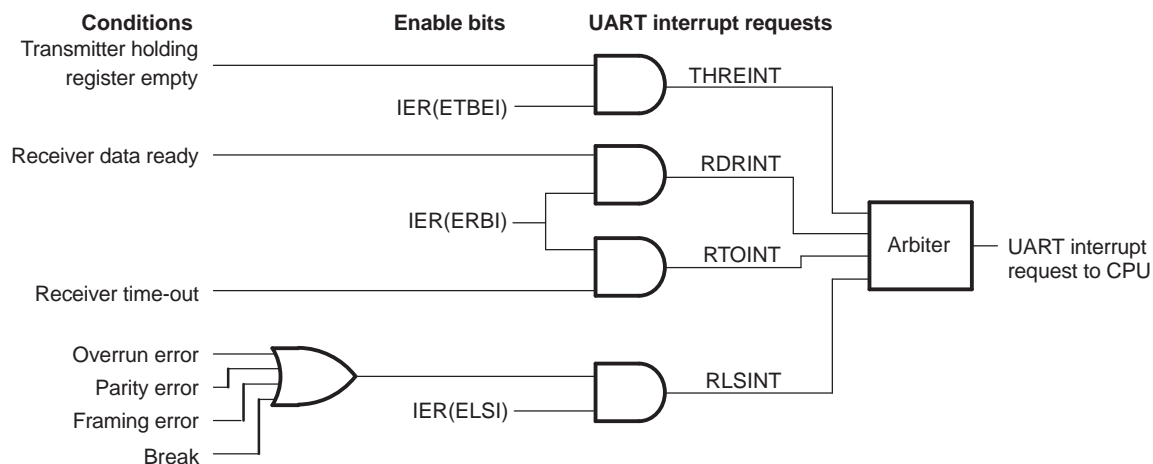 Conditions
Enable bits
UART interrupt requests
Transmitter holding
register empty
THREINT
IER(ETBEI)
Receiver data ready
RDRINT
IER(ERBI)
Arbiter
UART interrupt
request to CPU
RTOINT
Receiver time-out
Overrun error
Parity error
Framing error
Break
RLSINT
IER(ELSI)